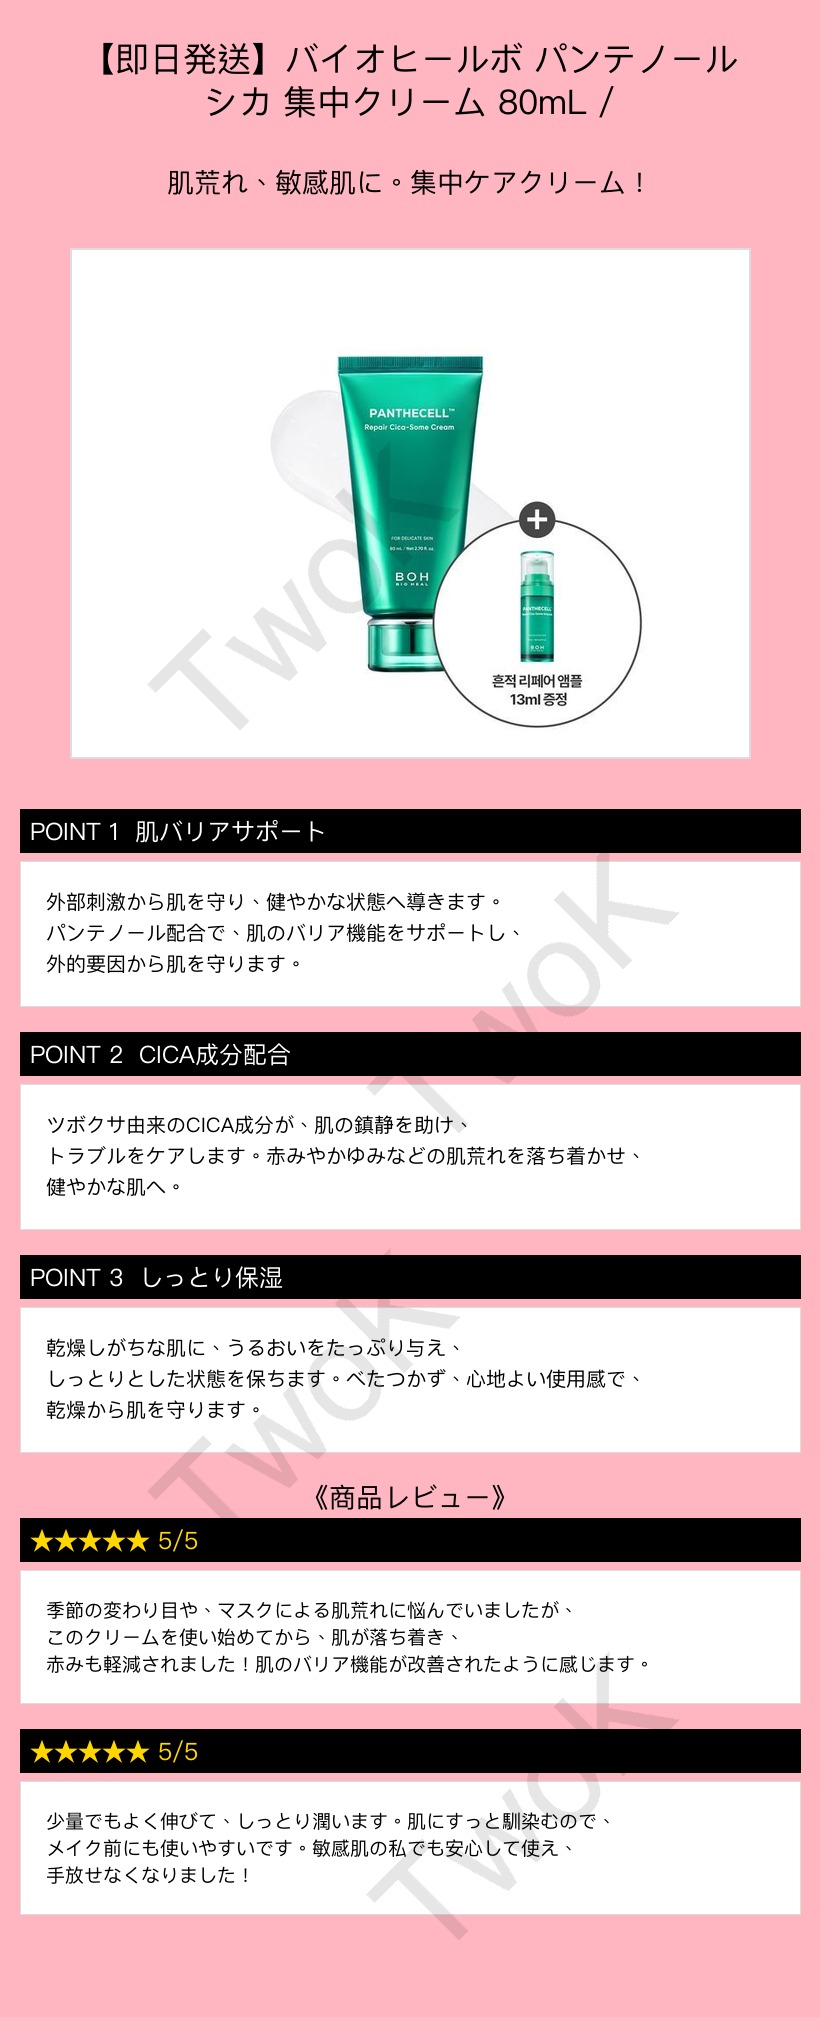 【即日発送】バイオヒールボ パンテノール
シカ 集中クリーム 80mL /
肌荒れ、敏感肌に。集中ケアクリーム！
PANTHECELL™
Repair Cica-Some Cream
FOR DELICATE SKIN
80 mL / Net 2.70 fl. oz.
BOH
BIO HEAL
+
PANTHECELL
BOH
흔적 리페어 앰플
13ml 증정
POINT 1 肌バリアサポート
外部刺激から肌を守り、健やかな状態へ導きます。
パンテノール配合で、肌のバリア機能をサポートし、
外的要因から肌を守ります。
POINT 2 CICA成分配合
ツボクサ由来のCICA成分が、肌の鎮静を助け、
トラブルをケアします。赤みやかゆみなどの肌荒れを落ち着かせ、
健やかな肌へ。
POINT 3 しっとり保湿
乾燥しがちな肌に、うるおいをたっぷり与え、
しっとりとした状態を保ちます。べたつかず、心地よい使用感で、
乾燥から肌を守ります。
《商品レビュー》
★★★★★ 5/5
季節の変わり目や、マスクによる肌荒れに悩んでいましたが、
このクリームを使い始めてから、肌が落ち着き、
赤みも軽減されました！肌のバリア機能が改善されたように感じます。
★★★★★ 5/5
少量でもよく伸びて、しっとり潤います。肌にすっと馴染むので、
メイク前にも使いやすいです。敏感肌の私でも安心して使え、
手放せなくなりました！
TwoK
TwoK
TwoK
TwoK